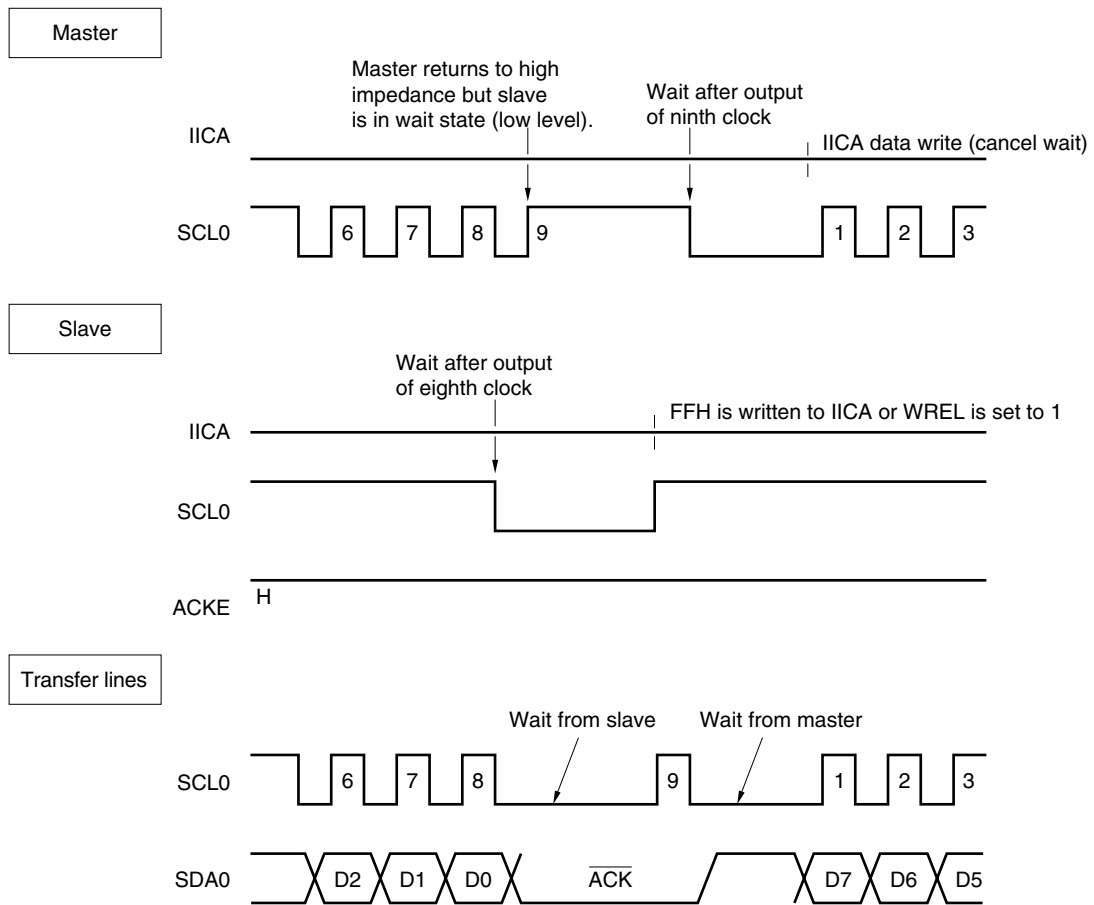 Master
Master returns to high
impedance but slave
is in wait state (low level).
Wait after output
of ninth clock
IICA
IICA data write (cancel wait)
SCL0
6 7 8 9 1 2 3
Slave
Wait after output
of eighth clock
FFH is written to IICA or WREL is set to 1
IICA
SCL0
H
ACKE
Transfer lines
Wait from slave Wait from master
SCL0
6 7 8 9 1 2 3
SDA0
D2 D1 D0 ACK D7 D6 D5